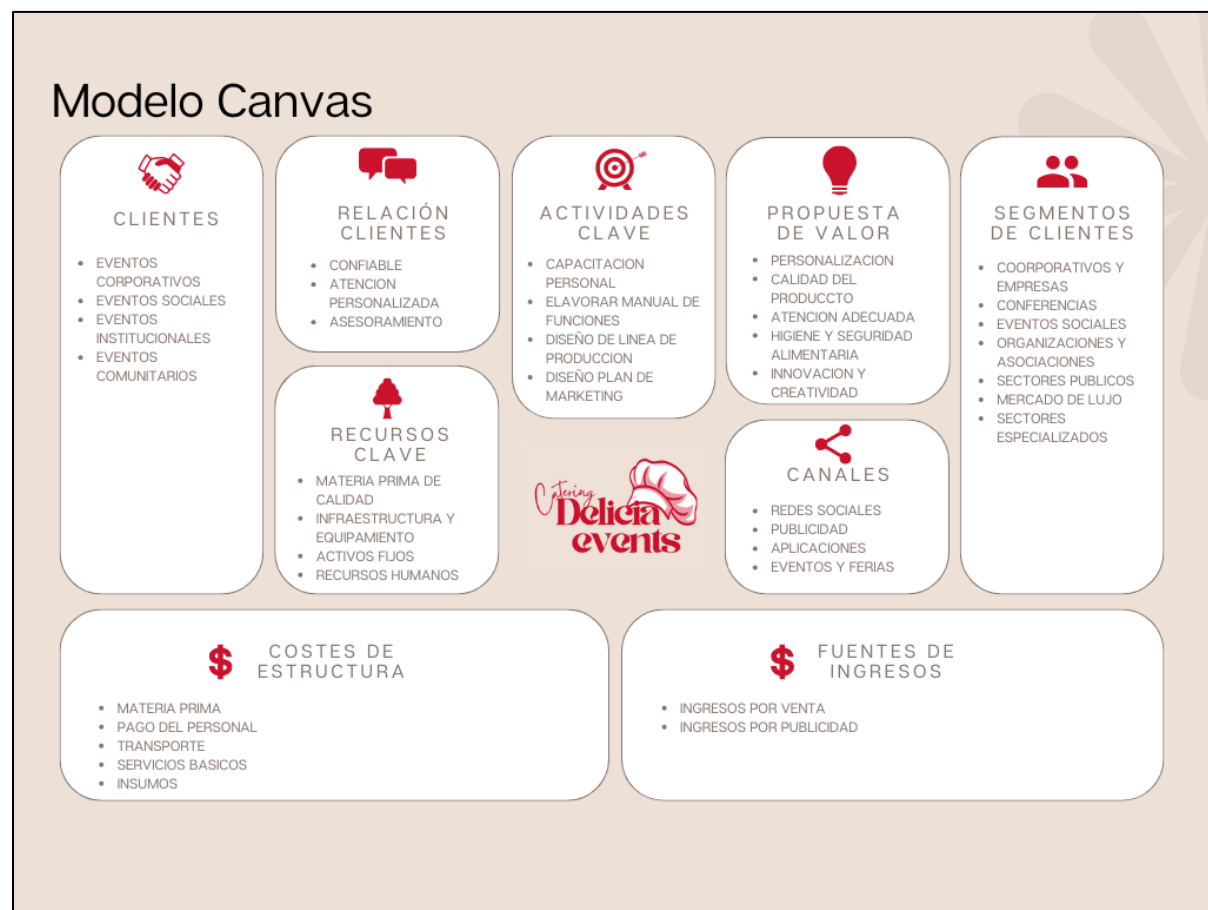 Modelo Canvas
CLIENTES
EVENTOS
CORPORATIVOS
EVENTOS SOCIALES
EVENTOS
INSTITUCIONALES
EVENTOS
COMUNITARIOS
RELACIÓN
CLIENTES
CONFIABLE
ATENCION
PERSONALIZADA
ASESORAMIENTO
RECURSOS
CLAVE
MATERIA PRIMA DE
CALIDAD
INFRAESTRUCTURA Y
EQUIPAMIENTO
ACTIVOS FIJOS
RECURSOS HUMANOS
ACTIVIDADES
CLAVE
CAPACITACION
PERSONAL
ELAVORAR MANUAL DE
FUNCIONES
DISEÑO DE LINEA DE
PRODUCCION
DISEÑO PLAN DE
MARKETING
Catering
Delicia
events
PROPUESTA
DE VALOR
PERSONALIZACION
CALIDAD DEL
PRODUCCTO
ATENCION ADECUADA
HIGIENE Y SEGURIDAD
ALIMENTARIA
INNOVACION Y
CREATIVIDAD
CANALES
REDES SOCIALES
PUBLICIDAD
APLICACIONES
EVENTOS Y FERIAS
SEGMENTOS
DE CLIENTES
COORPORATIVOS Y
EMPRESAS
CONFERENCIAS
EVENTOS SOCIALES
ORGANIZACIONES Y
ASOCIACIONES
SECTORES PUBLICOS
MERCADO DE LUJO
SECTORES
ESPECIALIZADOS
$ COSTES DE
ESTRUCTURA
MATERIA PRIMA
PAGO DEL PERSONAL
TRANSPORTE
SERVICIOS BASICOS
INSUMOS
$ FUENTES DE
INGRESOS
INGRESOS POR VENTA
INGRESOS POR PUBLICIDAD